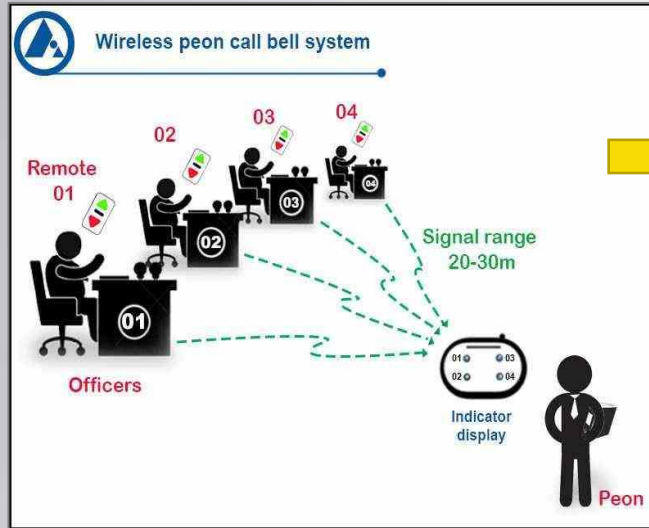 Wireless peon call bell system
Remote
01
02
03
04
01
02
03
04
Signal range
20-30m
Officers
01
03
02
04
Indicator
display
Peon